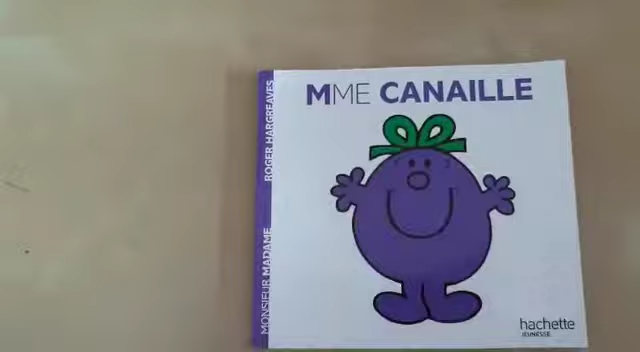 MME CANAILLE
ROGER HARGREAVES
MONSIEUR MADAME
hachette
JEUNESSE